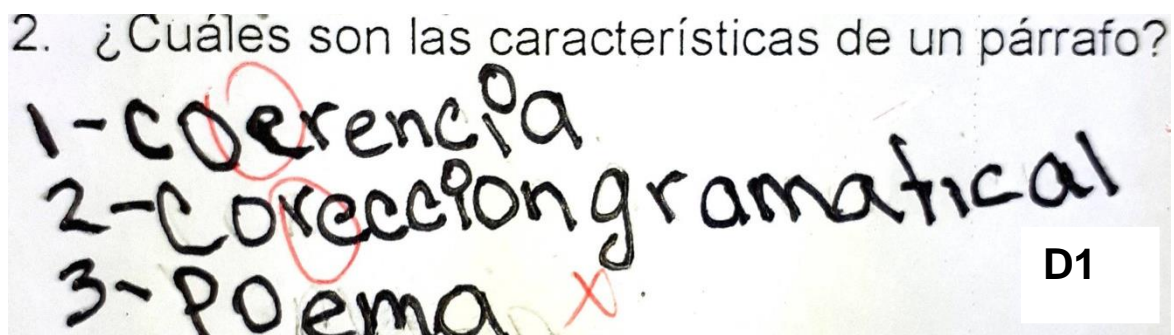 2. ¿Cuáles son las características de un párrafo?
1-coerencia
2-Coreccion gramatical
3-Poema x
D1